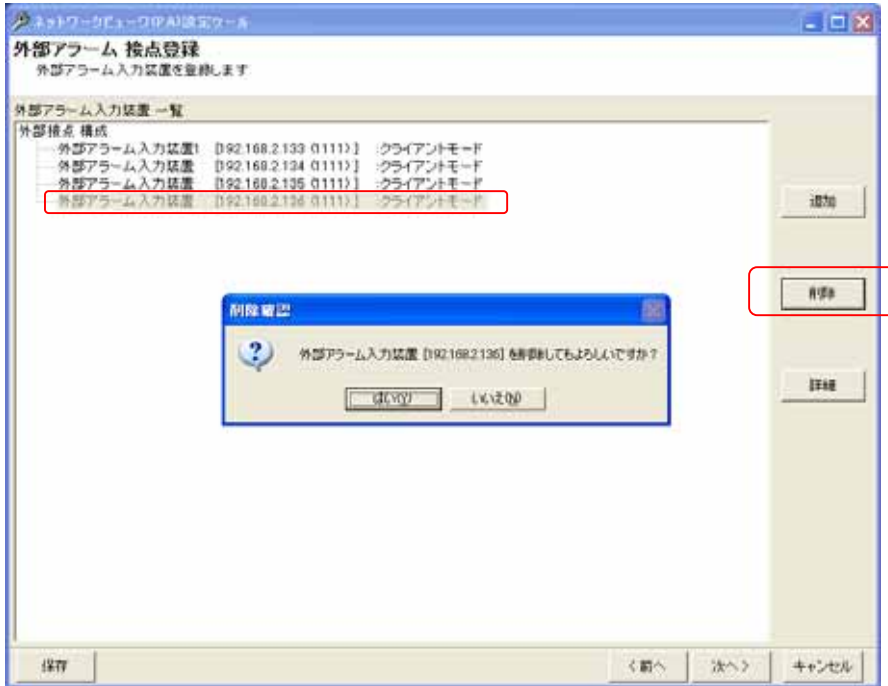 ネットワークビューワ(PA)設定ツール
外部アラーム 接点登録
外部アラーム入力装置を登録します
外部アラーム入力装置 一覧
外部接点 構成
外部アラーム入力装置1 [192.168.2.133 (1111)] :クライアントモード
外部アラーム入力装置 [192.168.2.134 (1111)] :クライアントモード
外部アラーム入力装置 [192.168.2.135 (1111)] :クライアントモード
外部アラーム入力装置 [192.168.2.136 (1111)] :クライアントモード
追加
削除
削除確認
外部アラーム入力装置 [192.168.2.136] を削除してもよろしいですか?
はい(Y) いいえ(N)
詳細
保存 < 前へ 次へ > キャンセル